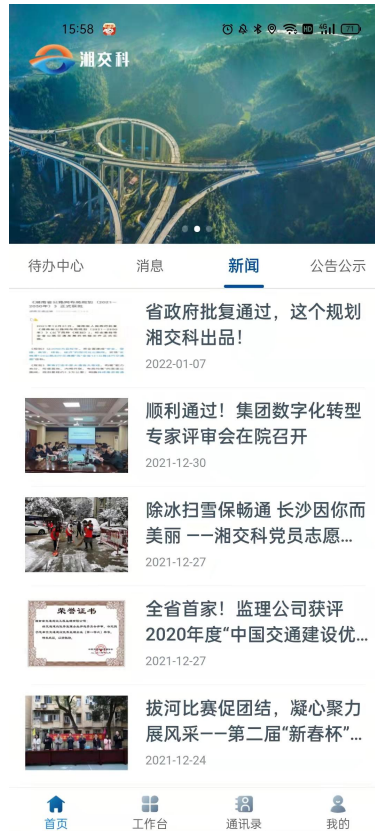 15:58
HD
4G
71
湘交科
待办中心
消息
新闻
公告公示
省政府批复通过，这个规划
湘交科出品！
2022-01-07
顺利通过！集团数字化转型
专家评审会在院召开
2021-12-30
除冰扫雪保畅通 长沙因你而
美丽 ——湘交科党员志愿...
2021-12-27
荣誉证书
全省首家！监理公司获评
2020年度“中国交通建设优...
2021-12-27
拔河比赛促团结，凝心聚力
展风采——第二届“新春杯”...
2021-12-24
首页
工作台
通讯录
我的